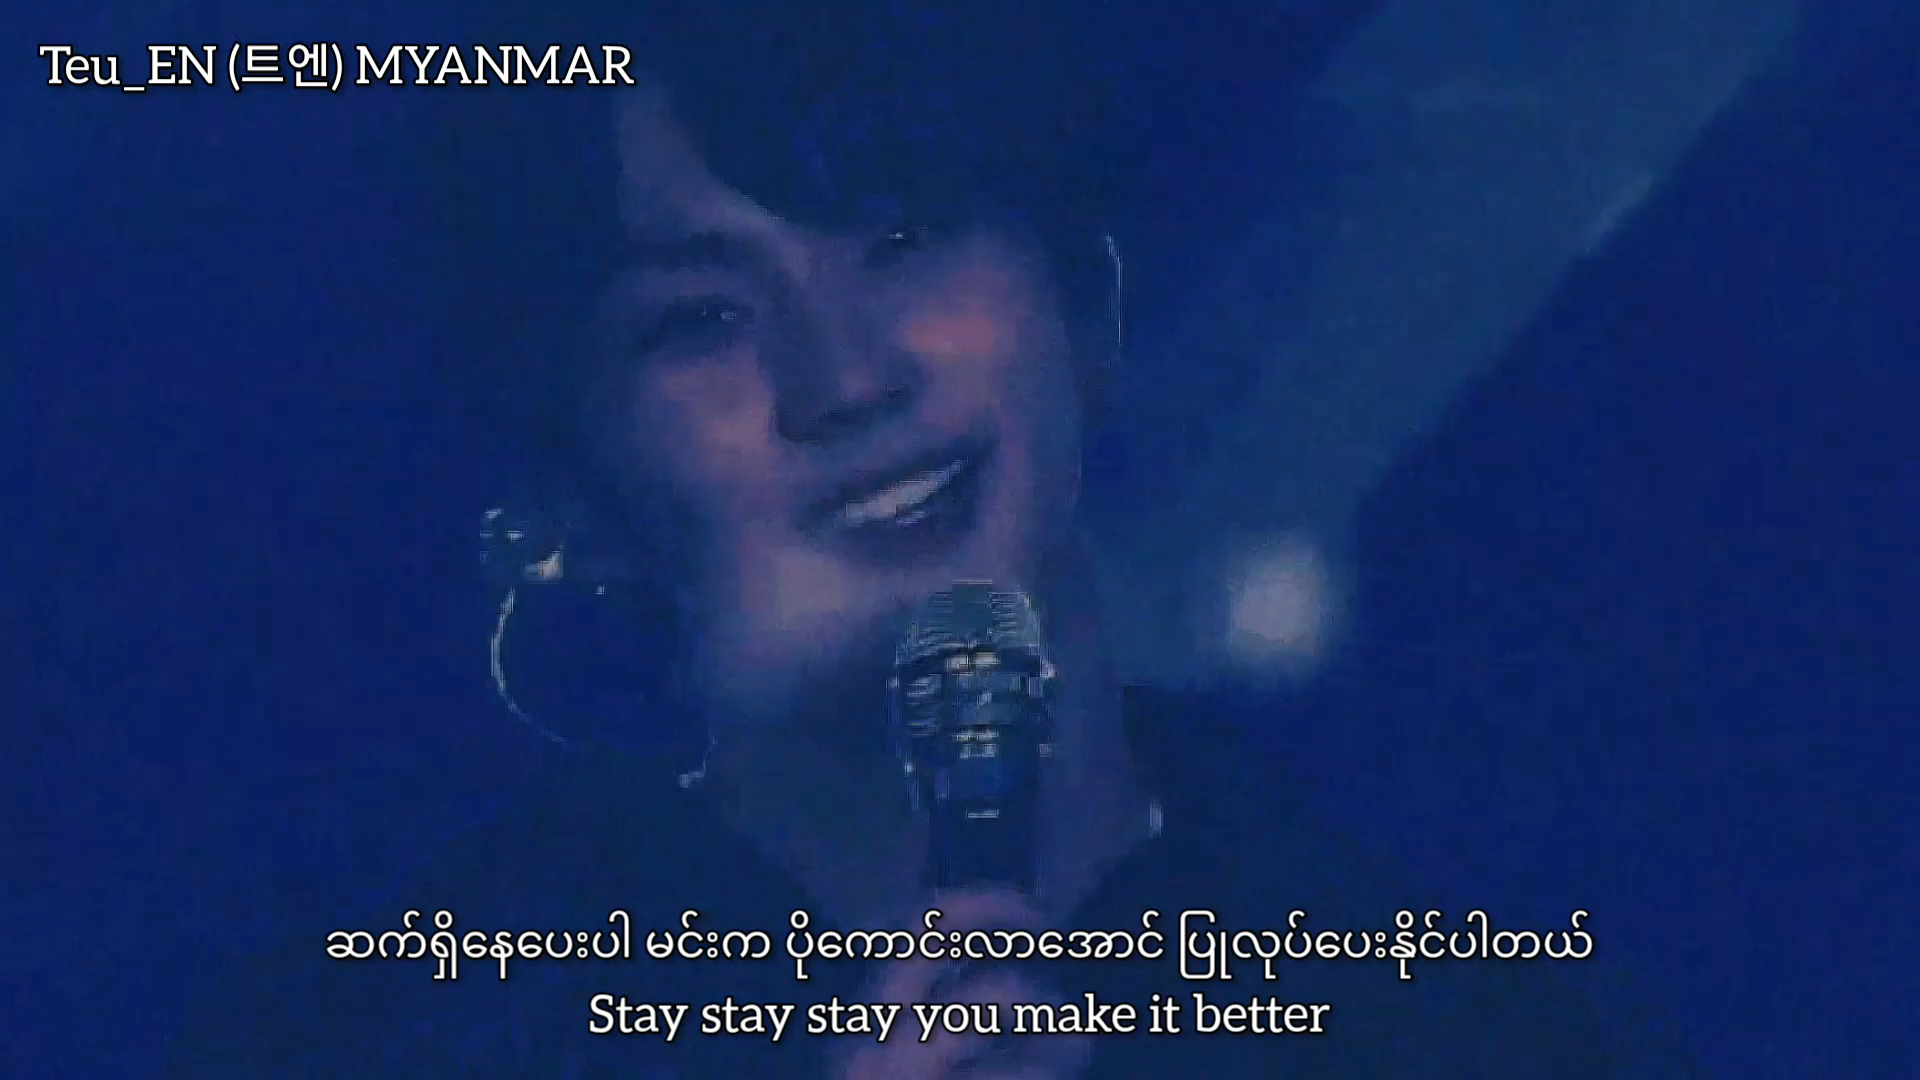 Teu_EN (트엔) MYANMAR
ဆက်ရှိနေပေးပါ မင်းက ပိုကောင်းလာအောင် ပြုလုပ်ပေးနိုင်ပါတယ်
Stay stay stay you make it better